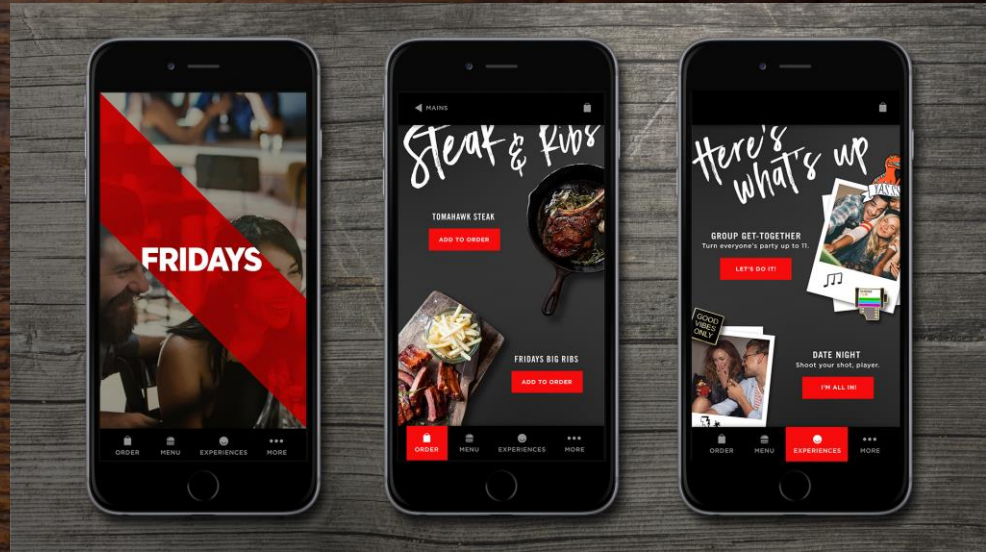 FRIDAYS
ORDER
MENU
EXPERIENCES
MORE
MAINS
Steak & Ribs
TOMAHAWK STEAK
ADD TO ORDER
FRIDAYS BIG RIBS
ADD TO ORDER
ORDER
MENU
EXPERIENCES
MORE
Here's
what's up
YASSS
GROUP GET-TOGETHER
Turn everyone's party up to 11.
LET'S DO IT!
GOOD
VIBES
ONLY
DATE NIGHT
Shoot your shot, player.
I'M ALL IN!
ORDER
MENU
EXPERIENCES
MORE